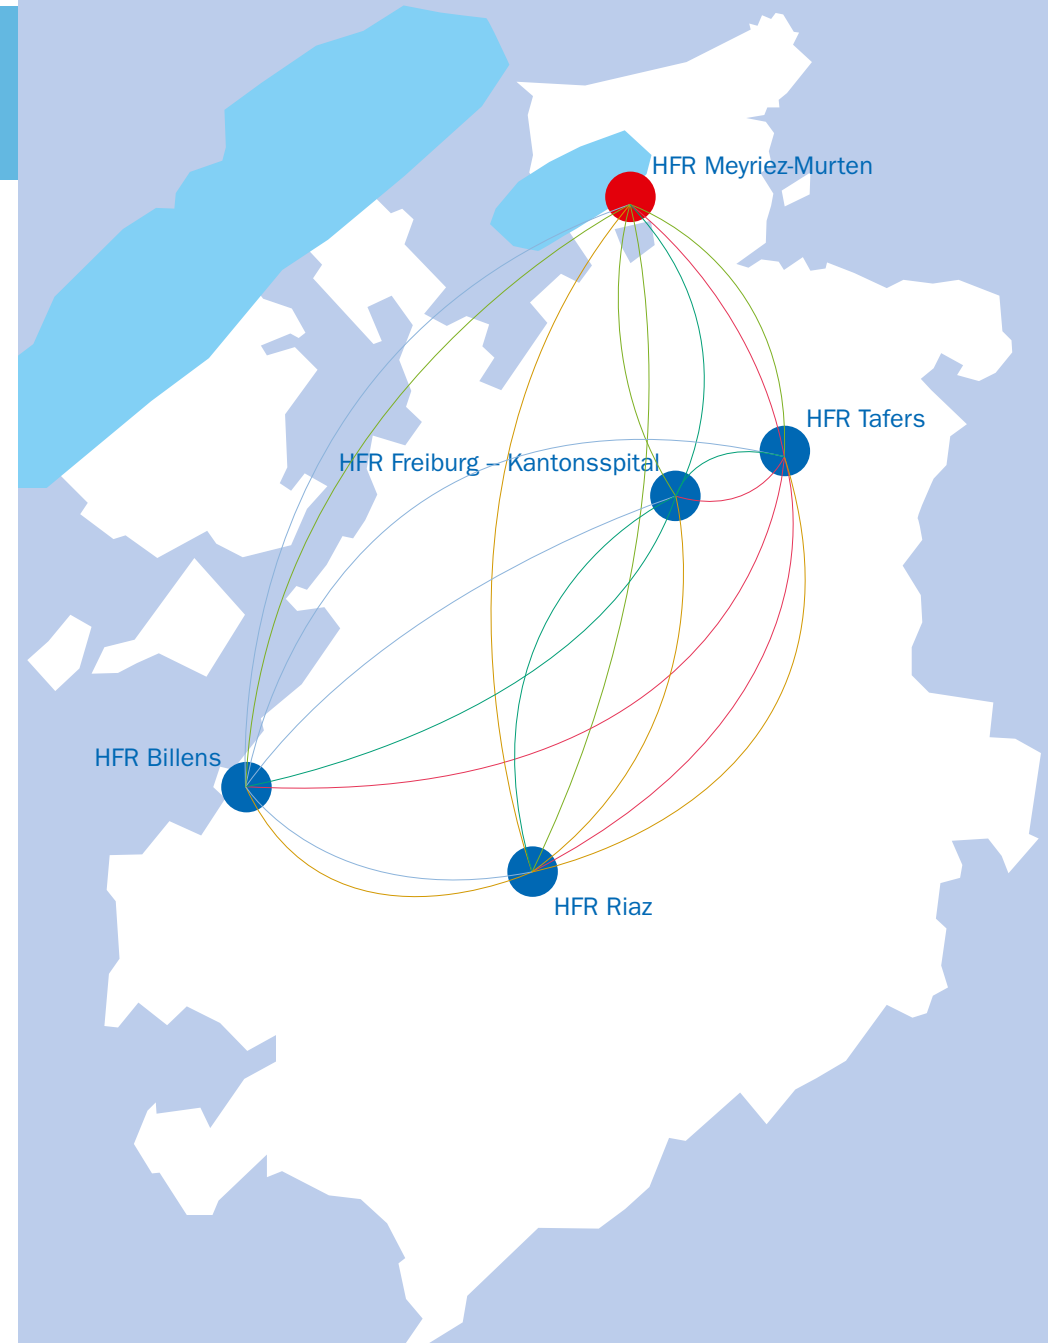 HFR Meyriez-Murten
HFR Tafers
HFR Freiburg – Kantonsspital
HFR Billens
HFR Riaz